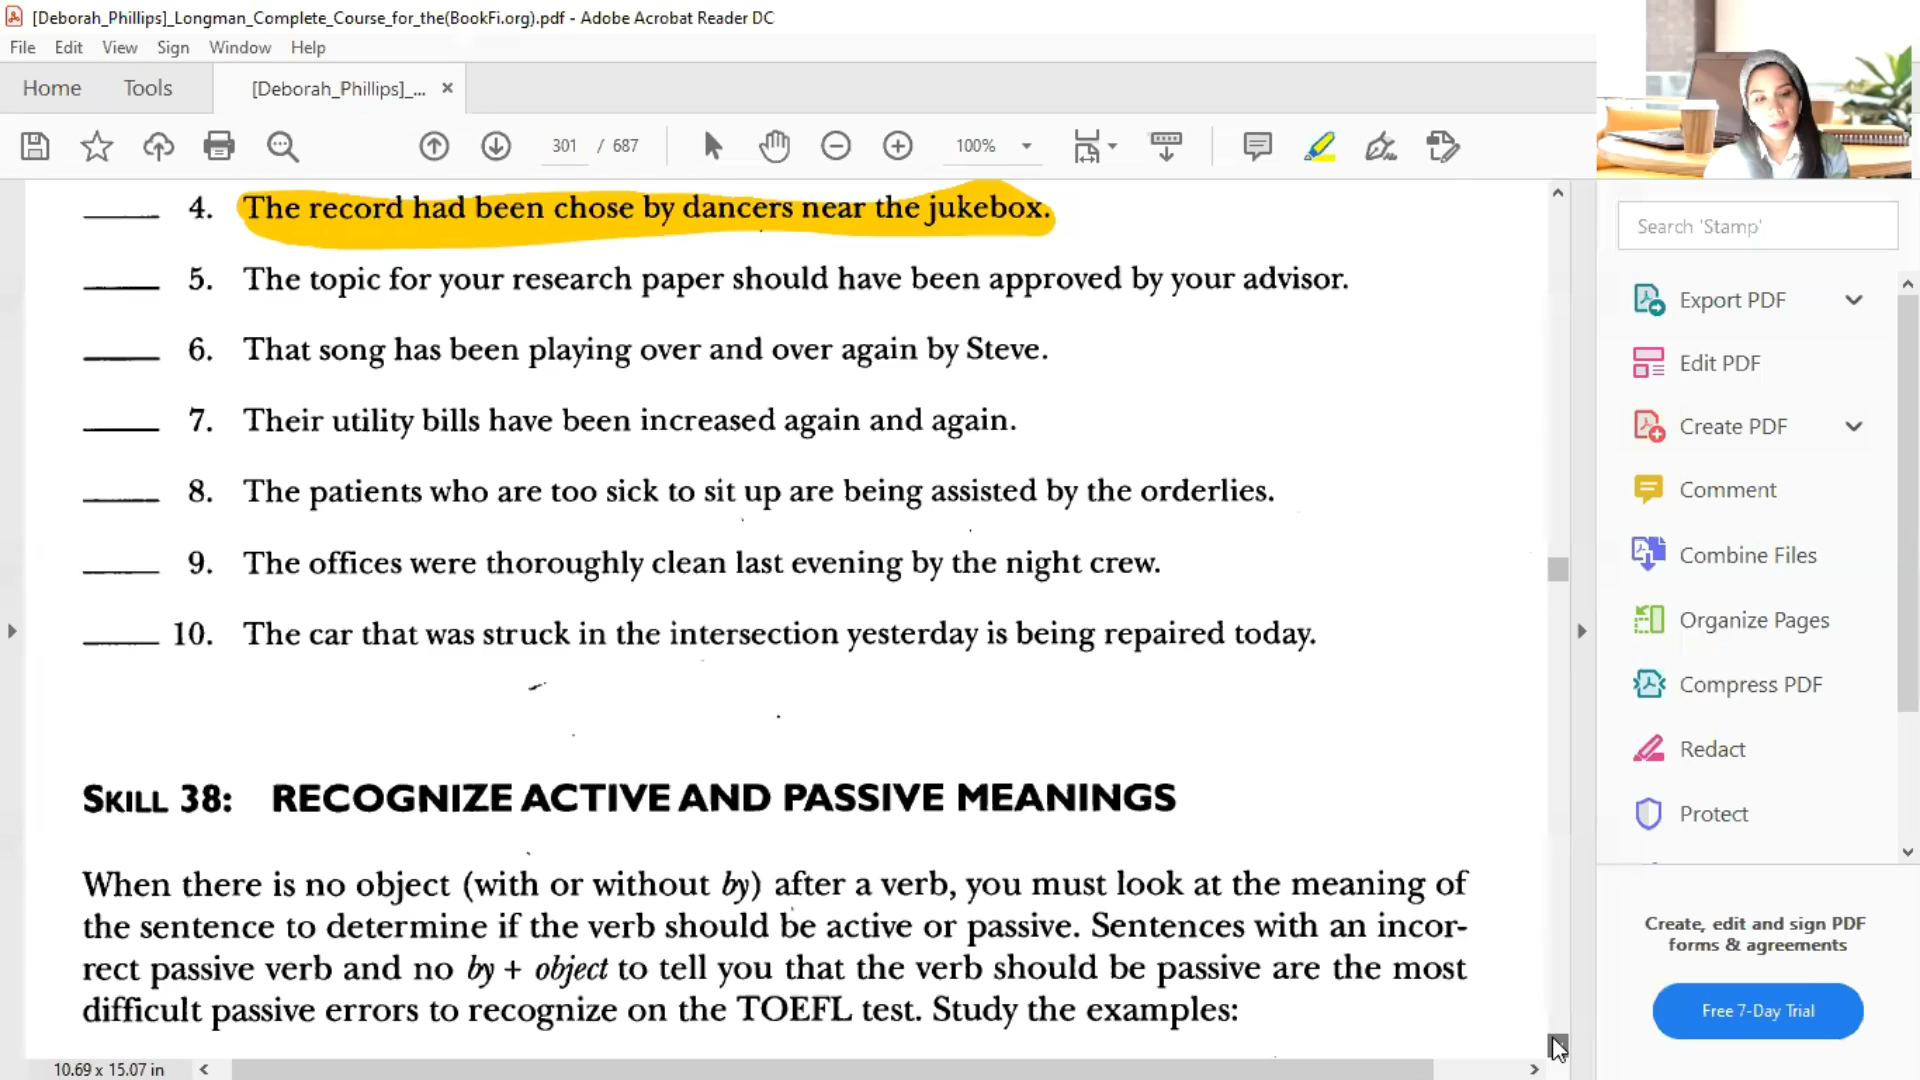 [Deborah_Phillips]_Longman_Complete_Course_for_the(BookFi.org).pdf - Adobe Acrobat Reader DC
File Edit View Sign Window Help
Home Tools [Deborah_Phillips]_... ×
301 / 687 100%
4. The record had been chose by dancers near the jukebox.
5. The topic for your research paper should have been approved by your advisor.
6. That song has been playing over and over again by Steve.
7. Their utility bills have been increased again and again.
8. The patients who are too sick to sit up are being assisted by the orderlies.
9. The offices were thoroughly clean last evening by the night crew.
10. The car that was struck in the intersection yesterday is being repaired today.
SKILL 38: RECOGNIZE ACTIVE AND PASSIVE MEANINGS
When there is no object (with or without by) after a verb, you must look at the meaning of
the sentence to determine if the verb should be active or passive. Sentences with an incor-
rect passive verb and no by + object to tell you that the verb should be passive are the most
difficult passive errors to recognize on the TOEFL test. Study the examples:
10.69 x 15.07 in
Search 'Stamp'
Export PDF
Edit PDF
Create PDF
Comment
Combine Files
Organize Pages
Compress PDF
Redact
Protect
Create, edit and sign PDF
forms & agreements
Free 7-Day Trial